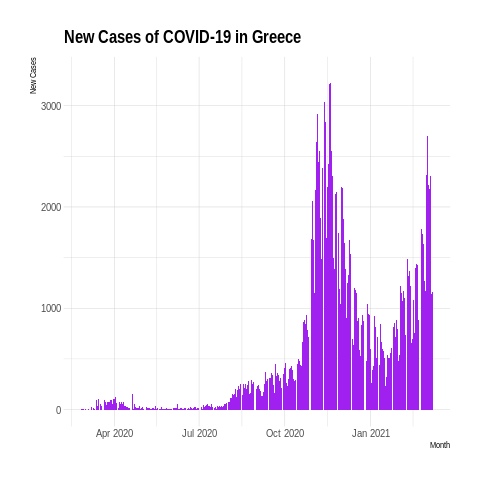 New Cases of COVID-19 in Greece
New Cases
3000
2000
1000
0
Apr 2020 Jul 2020 Oct 2020 Jan 2021
Month